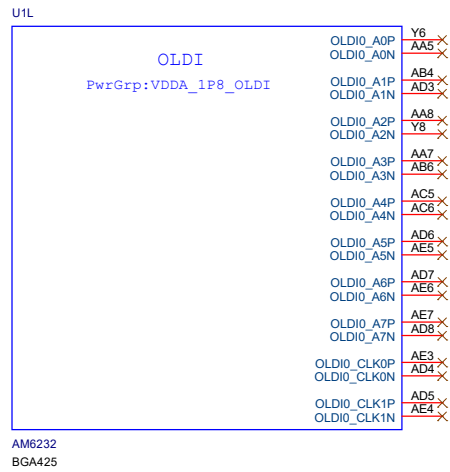 U1L
OLDI
PwrGrp:VDDA_1P8_OLDI
OLDI0_A0P Y6
OLDI0_A0N AA5
OLDI0_A1P AB4
OLDI0_A1N AD3
OLDI0_A2P AA8
OLDI0_A2N Y8
OLDI0_A3P AA7
OLDI0_A3N AB6
OLDI0_A4P AC5
OLDI0_A4N AC6
OLDI0_A5P AD6
OLDI0_A5N AE5
OLDI0_A6P AD7
OLDI0_A6N AE6
OLDI0_A7P AE7
OLDI0_A7N AD8
OLDI0_CLK0P AE3
OLDI0_CLK0N AD4
OLDI0_CLK1P AD5
OLDI0_CLK1N AE4
AM6232
BGA425